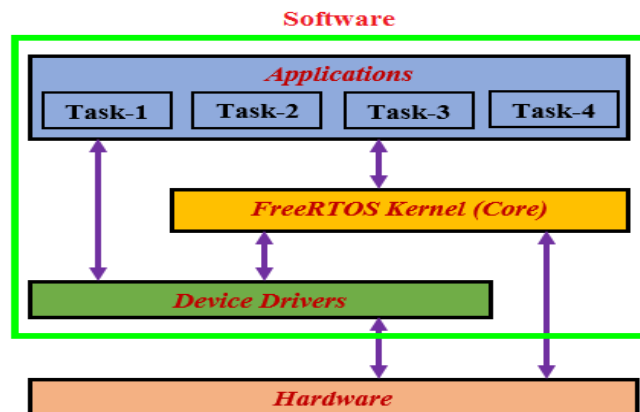 Software
Applications
Task-1 Task-2 Task-3 Task-4
FreeRTOS Kernel (Core)
Device Drivers
Hardware